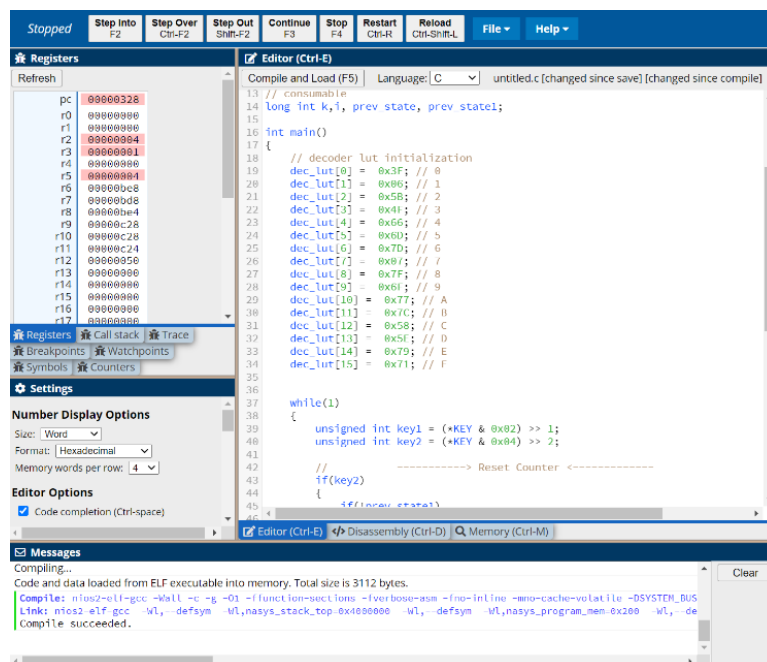 Stopped
Step Into
F2
Step Over
Ctrl-F2
Step Out
Shift-F2
Continue
F3
Stop
F4
Restart
Ctrl-R
Reload
Ctrl-Shift-L
File
Help
Registers
Refresh
pc 00000328
r0 00000000
r1 00000000
r2 00000004
r3 00000001
r4 00000000
r5 00000004
r6 00000be8
r7 00000bd8
r8 00000be4
r9 00000c28
r10 00000c28
r11 00000c24
r12 00000050
r13 00000000
r14 00000000
r15 00000000
r16 00000000
r17 00000000
Registers Call stack Trace
Breakpoints Watchpoints
Symbols Counters
Settings
Number Display Options
Size: Word
Format: Hexadecimal
Memory words per row: 4
Editor Options
Code completion (Ctrl-space)
Editor (Ctrl-E)
Compile and Load (F5) Language: C untitled.c [changed since save] [changed since compile]
13 // consumable
14 long int k,i, prev_state, prev_state1;
15
16 int main()
17 {
18 // decoder lut initialization
19 dec_lut[0] = 0x3F; // 0
20 dec_lut[1] = 0x06; // 1
21 dec_lut[2] = 0x5B; // 2
22 dec_lut[3] = 0x4F; // 3
23 dec_lut[4] = 0x66; // 4
24 dec_lut[5] = 0x6D; // 5
25 dec_lut[6] = 0x7D; // 6
26 dec_lut[7] = 0x07; // 7
27 dec_lut[8] = 0x7F; // 8
28 dec_lut[9] = 0x6F; // 9
29 dec_lut[10] = 0x77; // A
30 dec_lut[11] = 0x7C; // B
31 dec_lut[12] = 0x58; // C
32 dec_lut[13] = 0x5E; // D
33 dec_lut[14] = 0x79; // E
34 dec_lut[15] = 0x71; // F
35
36
37 while(1)
38 {
39 unsigned int key1 = (*KEY & 0x02) >> 1;
40 unsigned int key2 = (*KEY & 0x04) >> 2;
41
42 // -----------> Reset Counter <-------------
43 if(key2)
44 {
45 if(!prev_state)
46
Editor (Ctrl-E) Disassembly (Ctrl-D) Memory (Ctrl-M)
Messages
Compiling...
Code and data loaded from ELF executable into memory. Total size is 3112 bytes.
Compile: nios2-elf-gcc -Wall -c -g -O1 -ffunction-sections -fverbose-asm -fno-inline -mno-cache-volatile -DSYSTEM_BUS
Link: nios2-elf-gcc -Wl,--defsym -Wl,nasys_stack_top=0x4000000 -Wl,--defsym -Wl,nasys_program_mem=0x200 -Wl,--de
Compile succeeded.
Clear